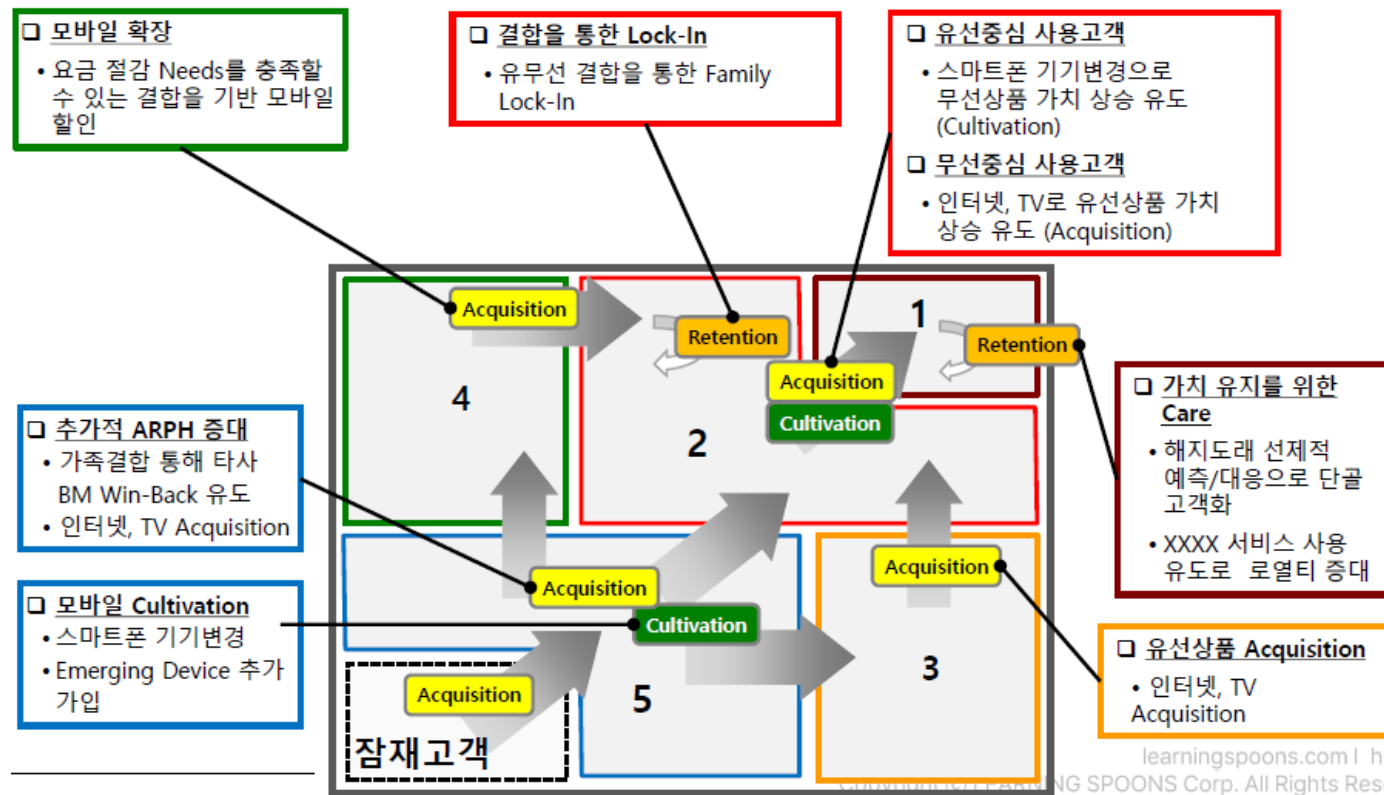 ❑ 모바일 확장
• 요금 절감 Needs를 충족할
수 있는 결합을 기반 모바일
할인
❑ 결합을 통한 Lock-In
• 유무선 결합을 통한 Family
Lock-In
❑ 유선중심 사용고객
• 스마트폰 기기변경으로
무선상품 가치 상승 유도
(Cultivation)
❑ 무선중심 사용고객
• 인터넷, TV로 유선상품 가치
상승 유도 (Acquisition)
Acquisition
Retention
1
Retention
Acquisition
Cultivation
4
2
❑ 추가적 ARPH 증대
• 가족결합 통해 타사
BM Win-Back 유도
• 인터넷, TV Acquisition
❑ 가치 유지를 위한
Care
• 해지도래 선제적
예측/대응으로 단골
고객화
• XXXX 서비스 사용
유도로 로열티 증대
❑ 모바일 Cultivation
• 스마트폰 기기변경
• Emerging Device 추가
가입
Acquisition
Cultivation
Acquisition
3
Acquisition
5
잠재고객
❑ 유선상품 Acquisition
• 인터넷, TV
Acquisition
learningspoons.com l h
LEARNING SPOONS Corp. All Rights Rese